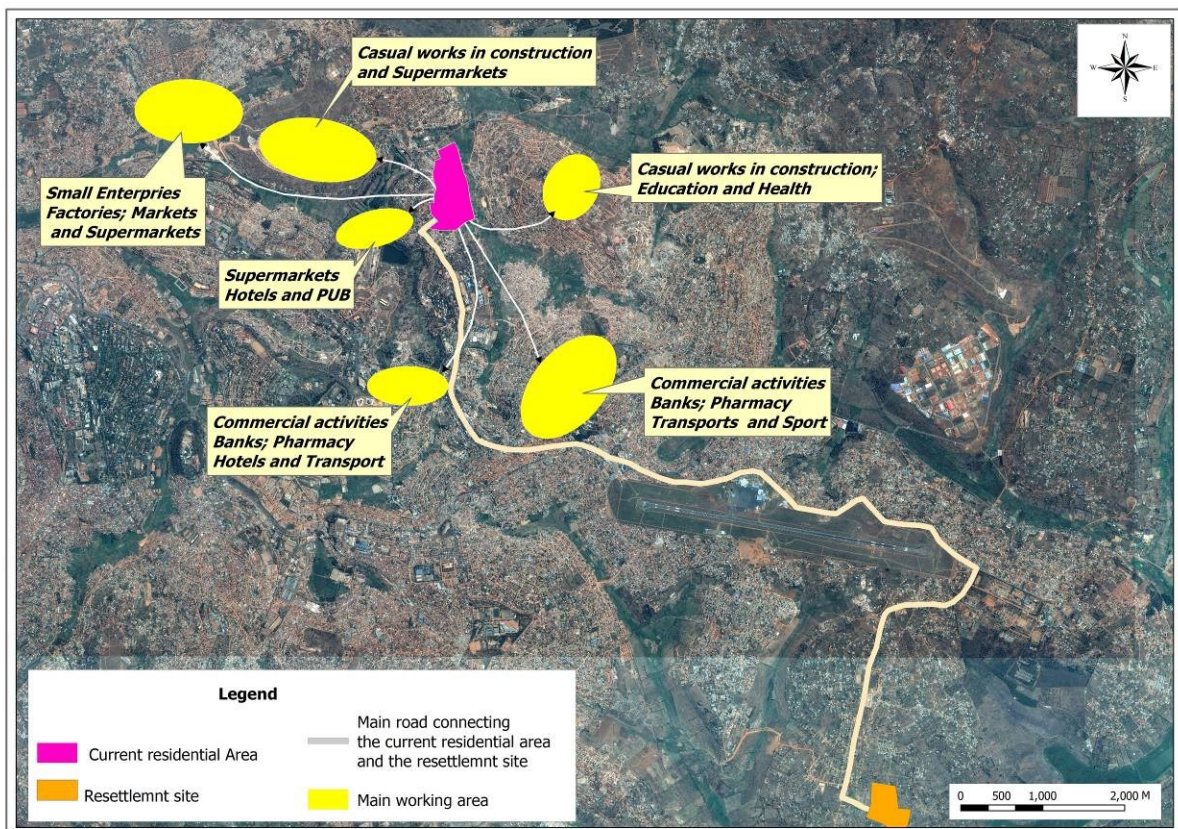 Casual works in construction
and Supermarkets
N
W E
S
Casual works in construction;
Education and Health
Small Enterpries
Factories; Markets
and Supermarkets
Supermarkets
Hotels and PUB
Commercial activities
Banks; Pharmacy
Transports and Sport
Commercial activities
Banks; Pharmacy
Hotels and Transport
Legend
Current residential Area
Resettlemnt site
Main road connecting
the current residential area
and the resettlemnt site
Main working area
0 500 1,000 2,000 M